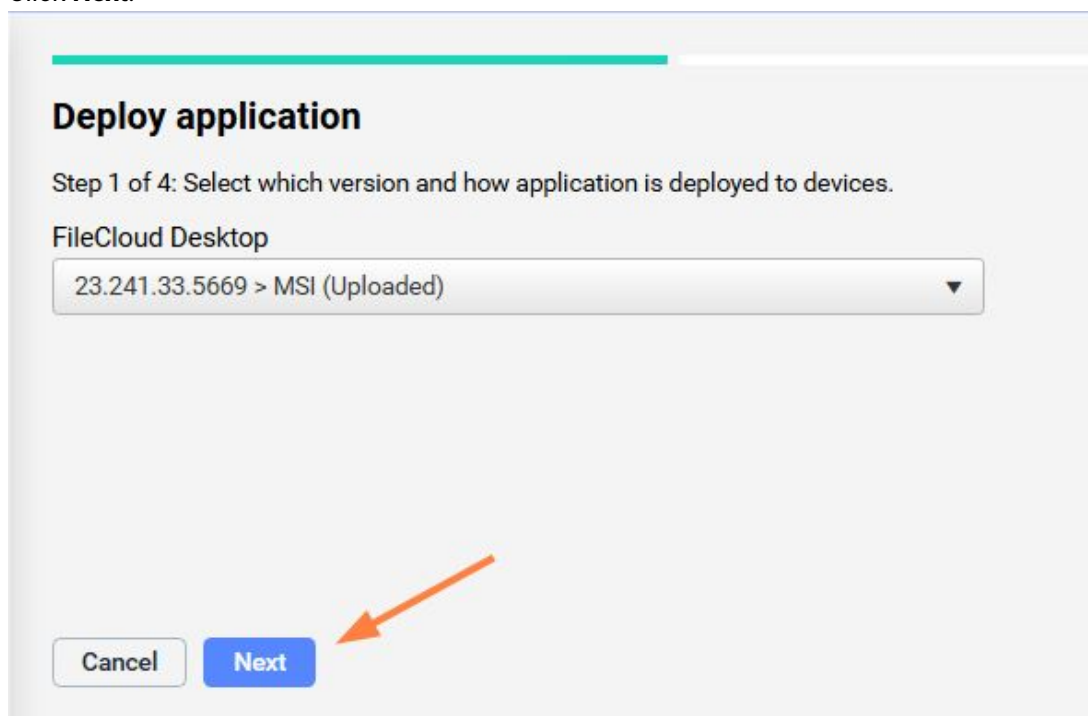 Deploy application
Step 1 of 4: Select which version and how application is deployed to devices.
FileCloud Desktop
23.241.33.5669 > MSI (Uploaded)
Cancel
Next